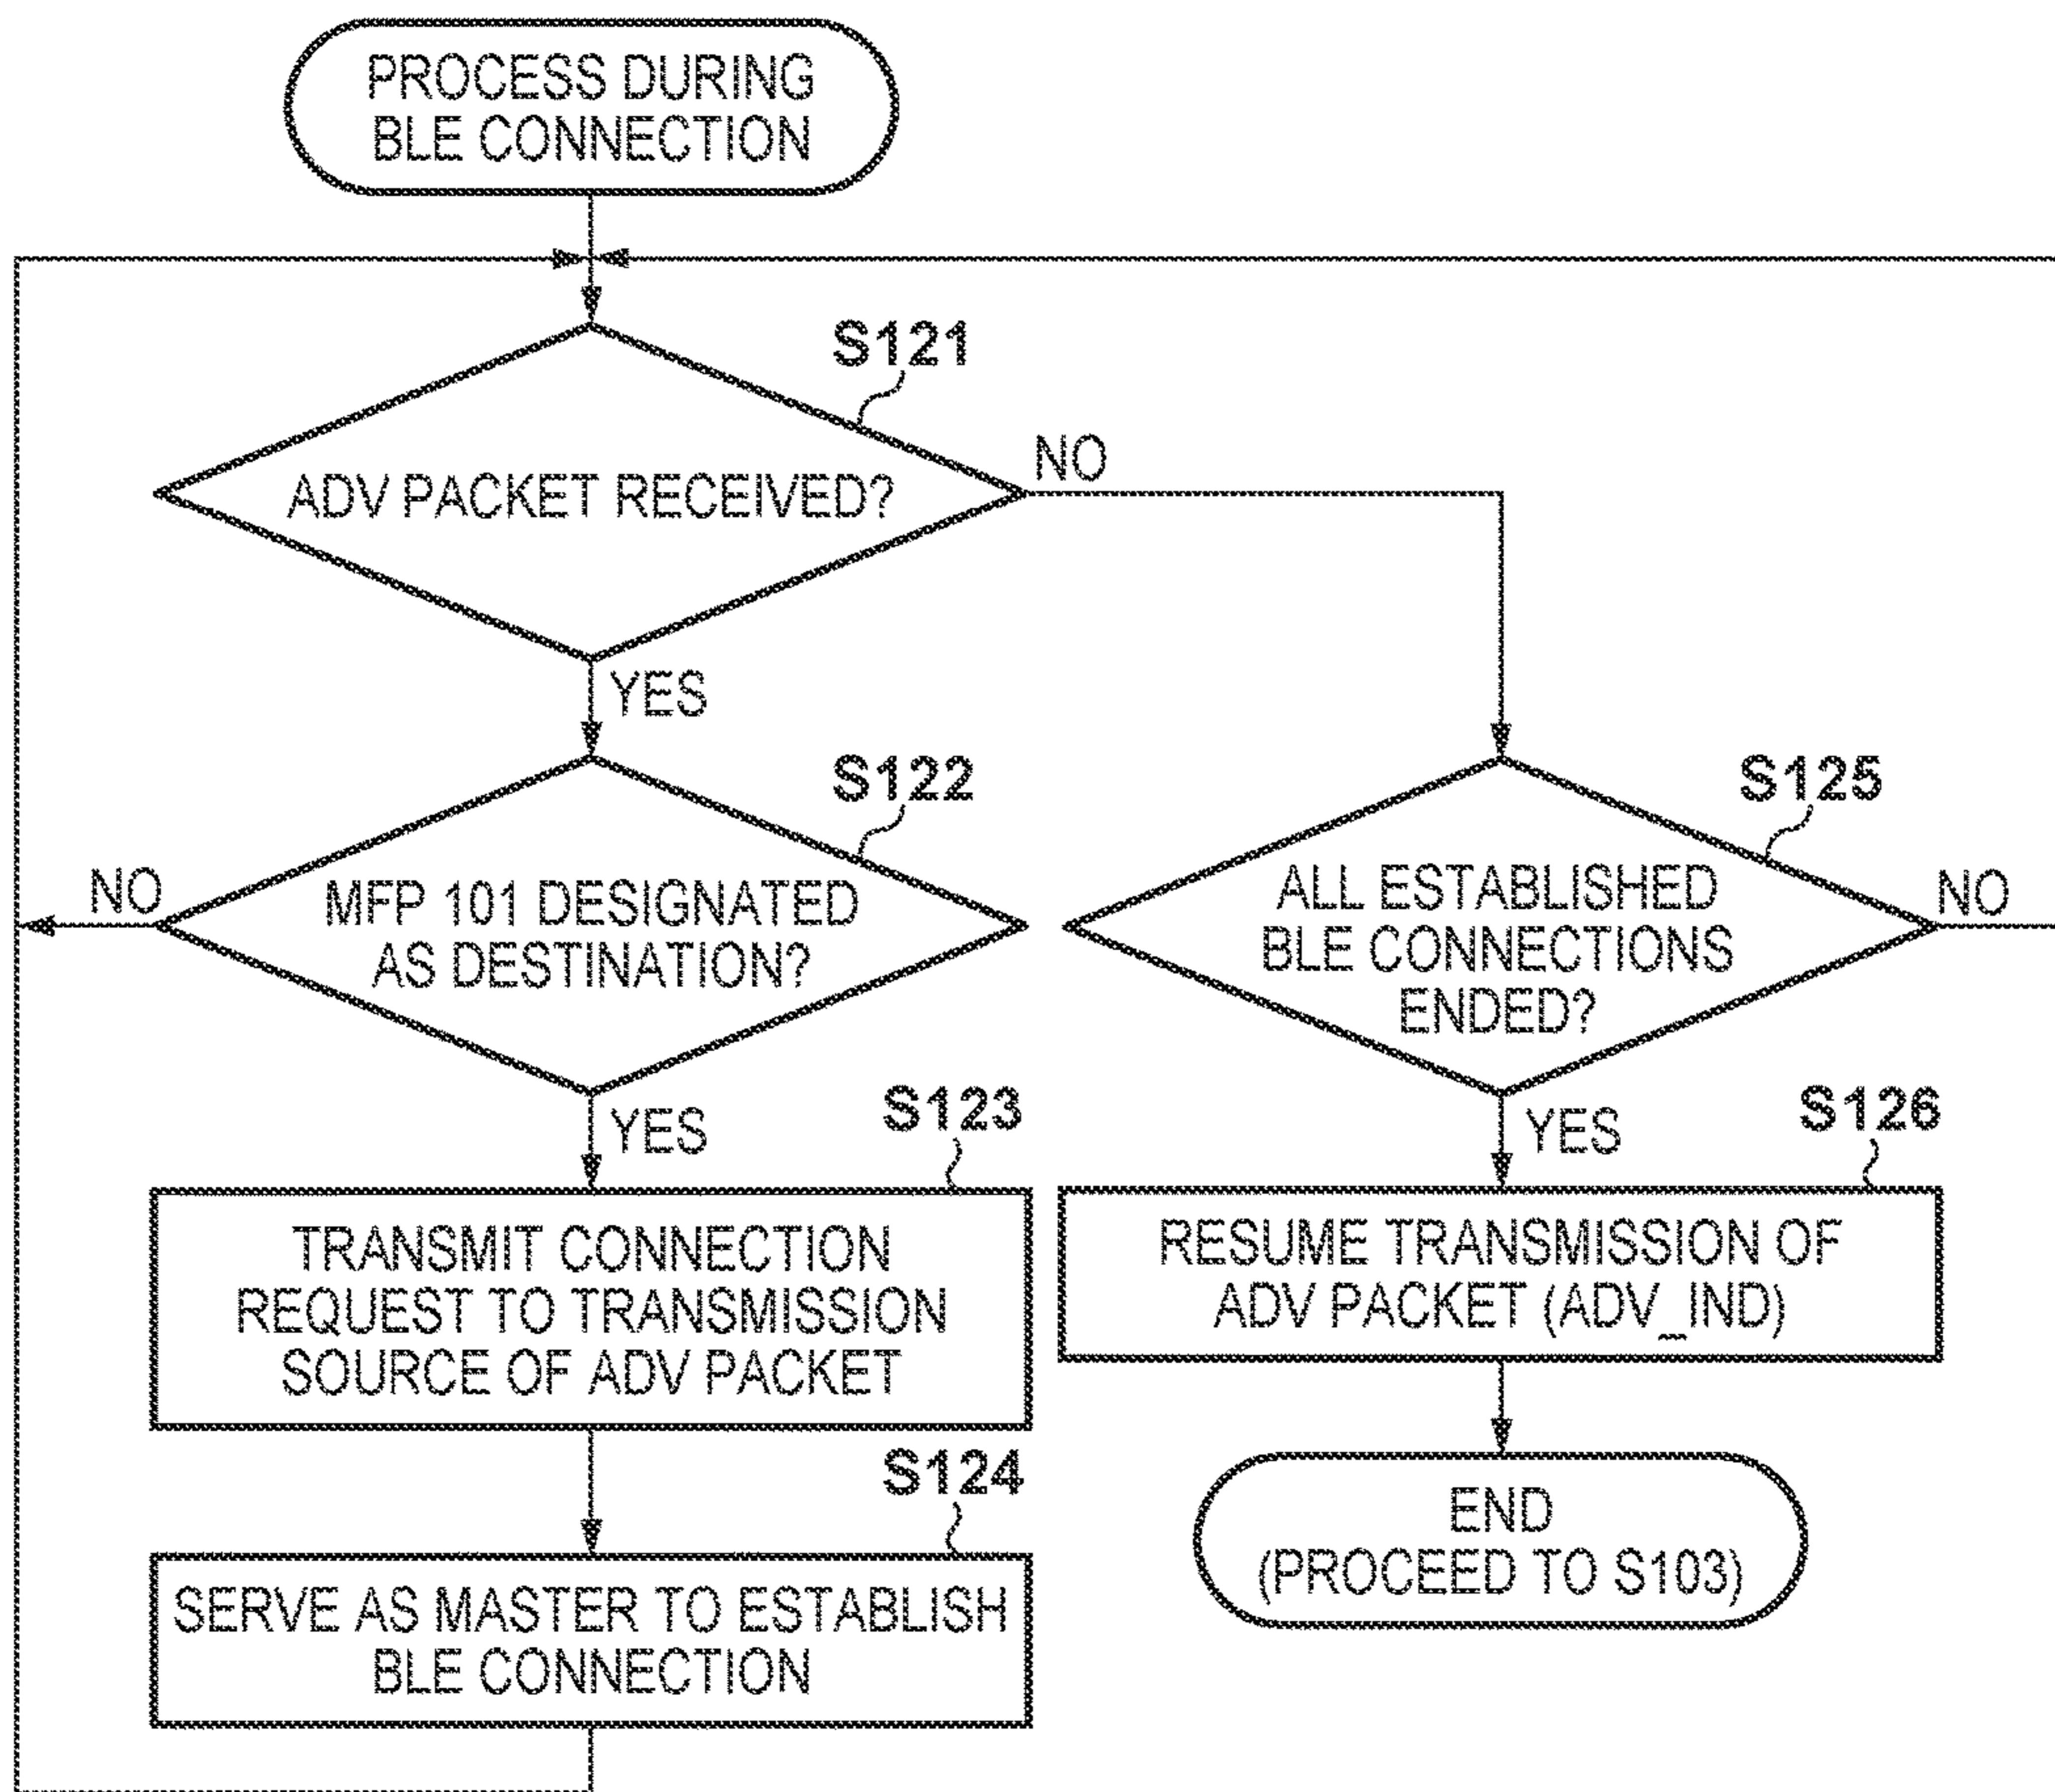 PROCESS DURING
BLE CONNECTION
S121
ADV PACKET RECEIVED?
NO
YES
S122
MFP 101 DESIGNATED
AS DESTINATION?
NO
YES
S125
ALL ESTABLISHED
BLE CONNECTIONS
ENDED?
NO
YES
S123
TRANSMIT CONNECTION
REQUEST TO TRANSMISSION
SOURCE OF ADV PACKET
S126
RESUME TRANSMISSION OF
ADV PACKET (ADV_IND)
S124
SERVE AS MASTER TO ESTABLISH
BLE CONNECTION
END
(PROCEED TO S103)